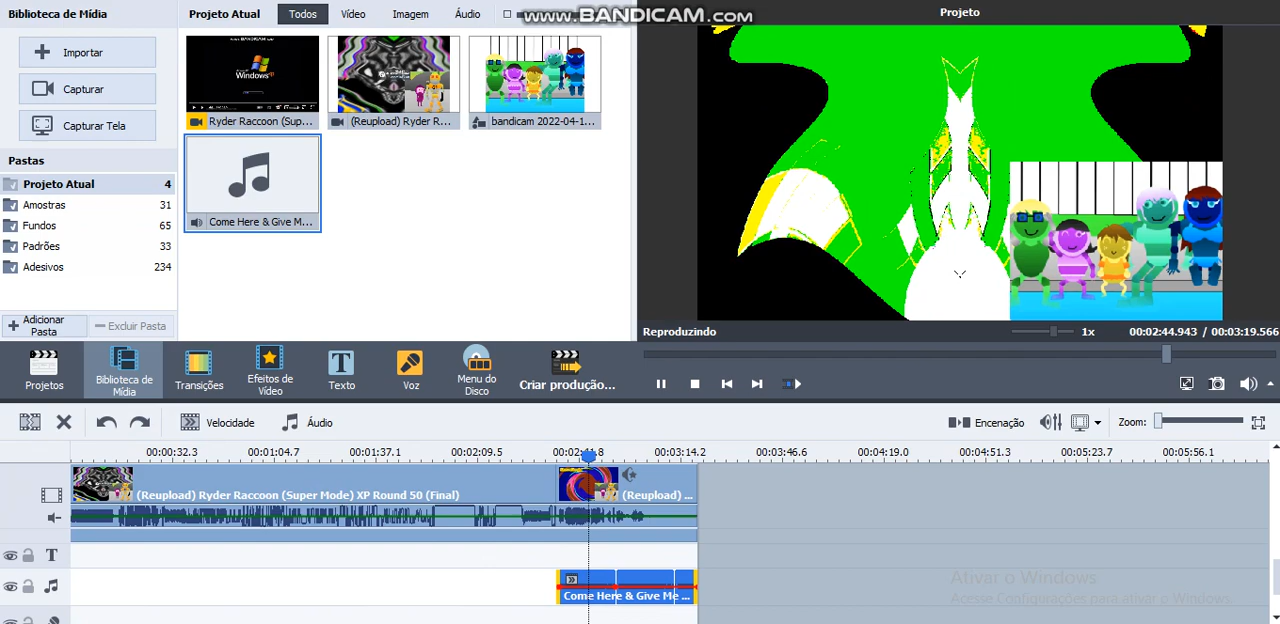 Biblioteca de Mídia
Projeto Atual
Todos
Vídeo
Imagem
Áudio
www.BANDICAM.com
Projeto
Importar
Capturar
Capturar Tela
Windows
Ryder Raccoon (Sup...
(Reupload) Ryder R...
bandicam 2022-04-1...
Come Here & Give M...
Pastas
Projeto Atual 4
Amostras 31
Fundos 65
Padrões 33
Adesivos 234
Adicionar
Pasta
Excluir Pasta
Reproduzindo
1x
00:02:44.943 / 00:03:19.566
Projetos
Biblioteca de
Mídia
Transições
Efeitos de
Vídeo
Texto
Voz
Menu do
Disco
Criar produção...
Velocidade
Áudio
Encenação
Zoom:
00:00:32.3
00:01:04.7
00:01:37.1
00:02:09.5
00:03:14.2
00:03:46.6
00:04:19.0
00:04:51.3
00:05:23.7
00:05:56.1
(Reupload) Ryder Raccoon (Super Mode) XP Round 50 (Final)
(Reupload) ...
T
Come Here & Give Me ...
Ativar o Windows
Acesse Configurações para ativar o Windows.